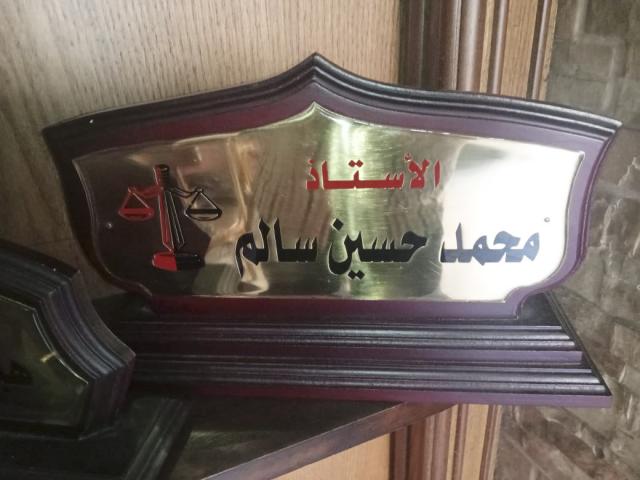 الأستاذ
محمد حسين سالم